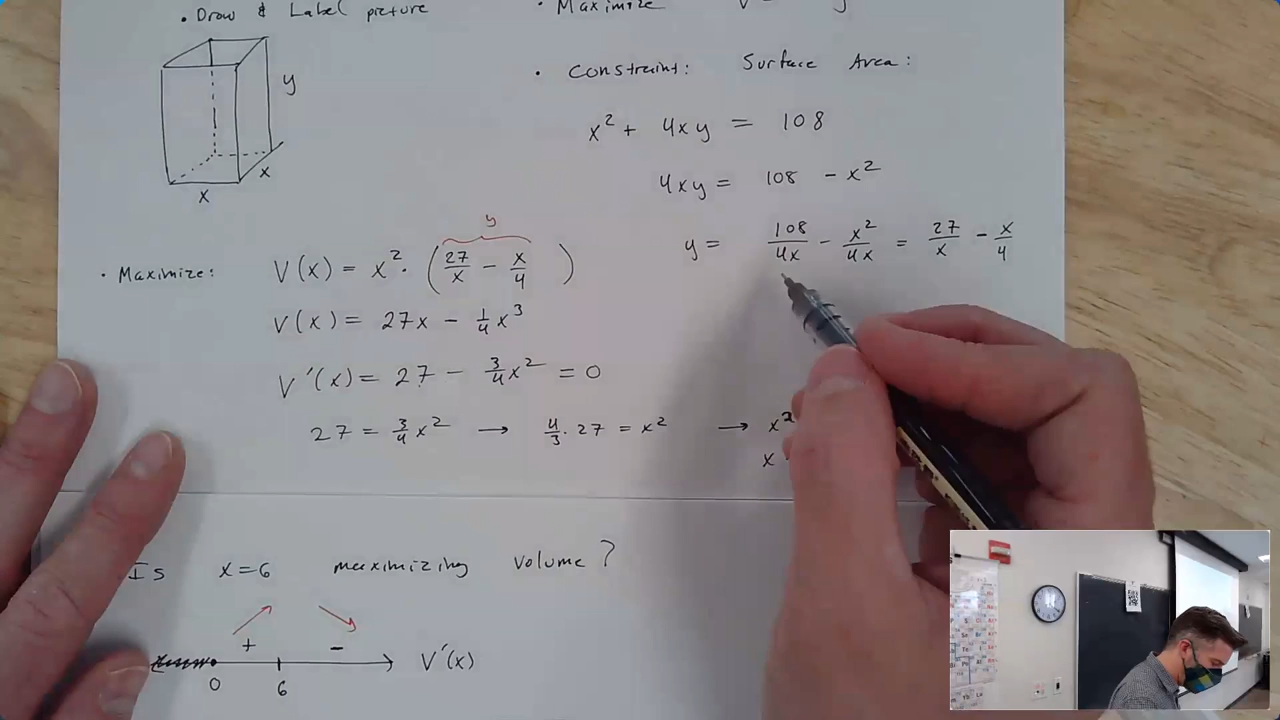 • Draw & Label picture
• Maximize V
y
x
x
• Constraint: Surface Area:
x² + 4xy = 108
4xy = 108 - x²
y = 108/4x - x²/4x = 27/x - x/4
y
• Maximize: V(x) = x² · (27/x - x/4)
V(x) = 27x - 1/4 x³
V'(x) = 27 - 3/4 x² = 0
27 = 3/4 x² → 4/3 · 27 = x² → x²
x
Is x=6 maximizing volume?
+ -
0 6 V'(x)